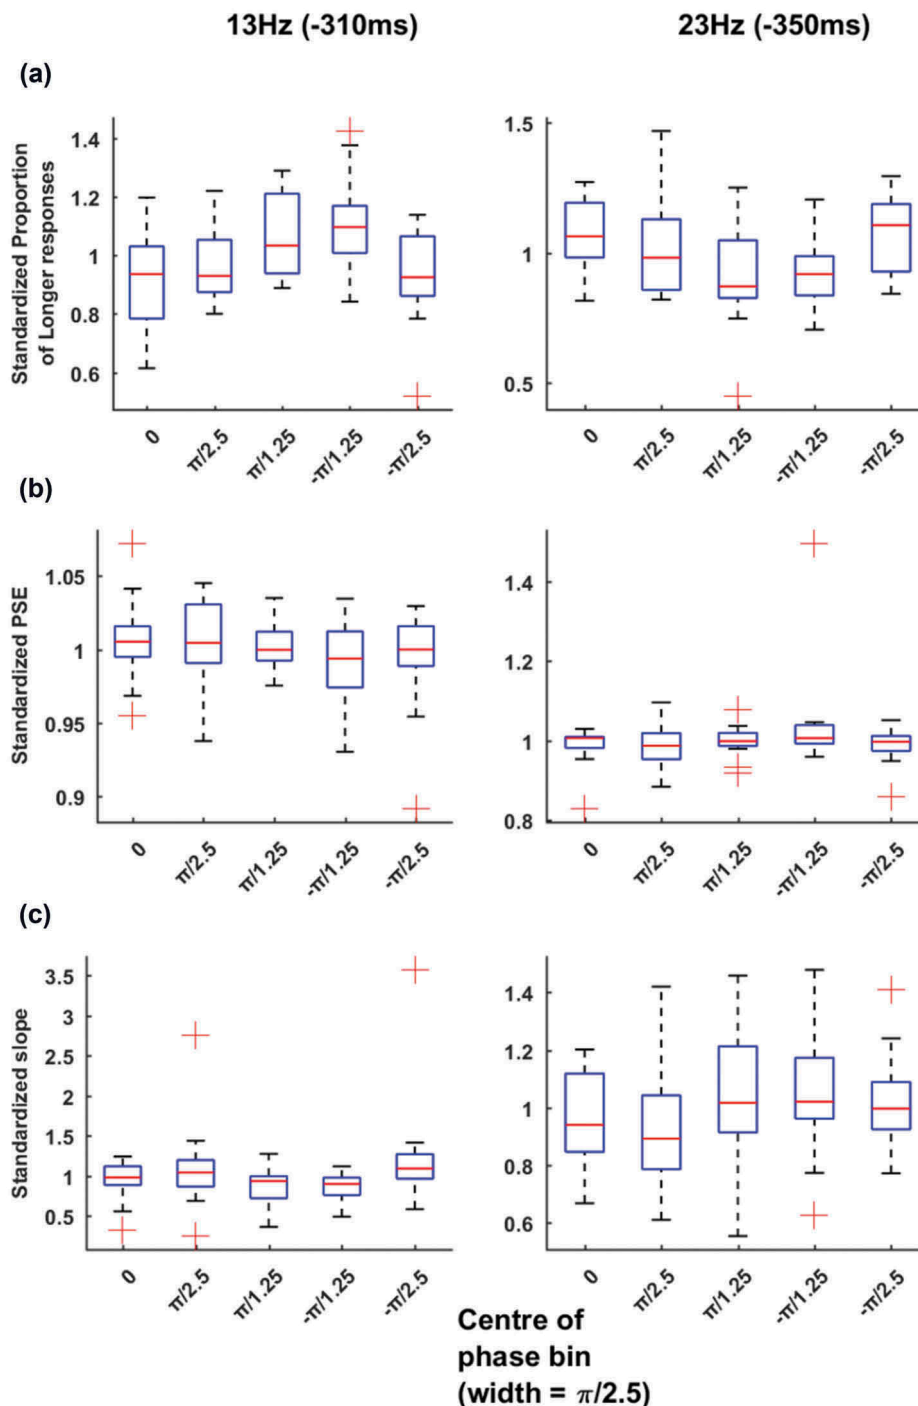 13Hz (-310ms)
23Hz (-350ms)
(a)
Standardized Proportion
of Longer responses
1.4
1.2
1
0.8
0.6
0
π/2.5
π/1.25
-π/1.25
-π/2.5
1.5
1
0.5
0
π/2.5
π/1.25
-π/1.25
-π/2.5
(b)
Standardized PSE
1.05
1
0.95
0.9
0
π/2.5
π/1.25
-π/1.25
-π/2.5
1.4
1.2
1
0.8
0
π/2.5
π/1.25
-π/1.25
-π/2.5
(c)
Standardized slope
3.5
3
2.5
2
1.5
1
0.5
0
π/2.5
π/1.25
-π/1.25
-π/2.5
1.4
1.2
1
0.8
0.6
0
π/2.5
π/1.25
-π/1.25
-π/2.5
Centre of
phase bin
(width = π/2.5)